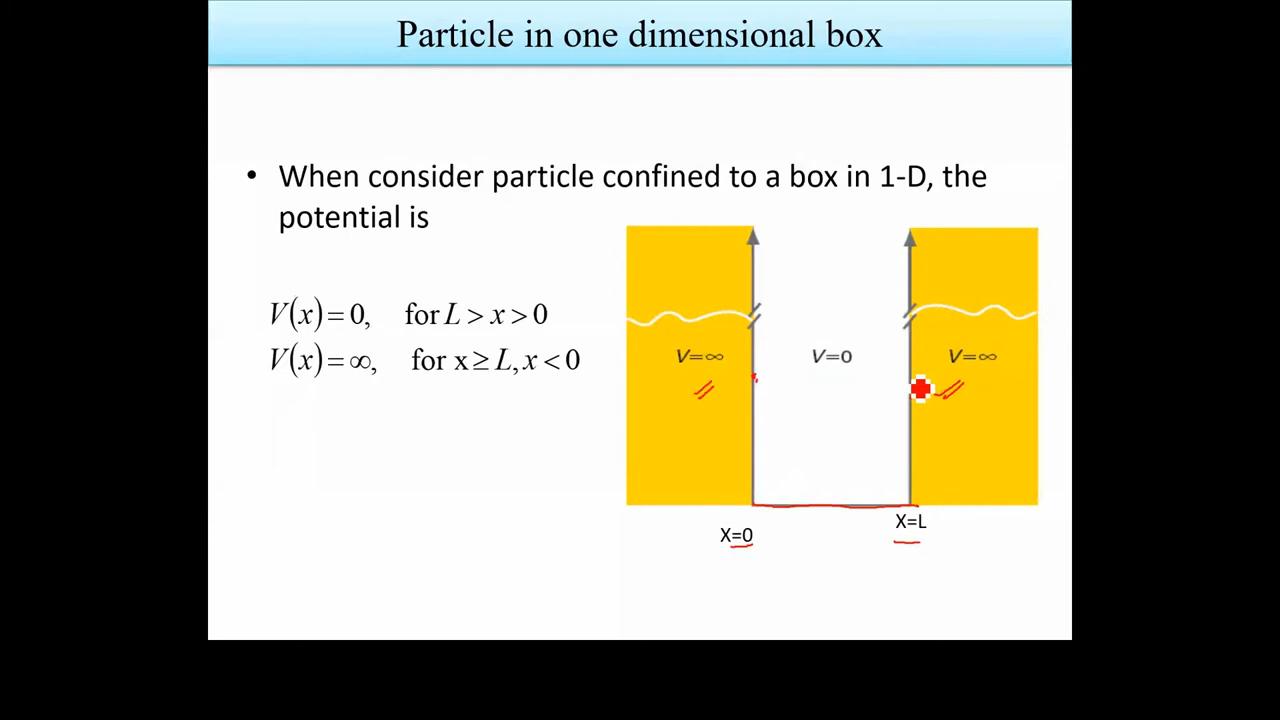 Particle in one dimensional box
• When consider particle confined to a box in 1-D, the
potential is
V(x) = 0, for L > x > 0
V(x) = ∞, for x ≥ L, x < 0
V=∞ V=0 V=∞
X=0
X=L